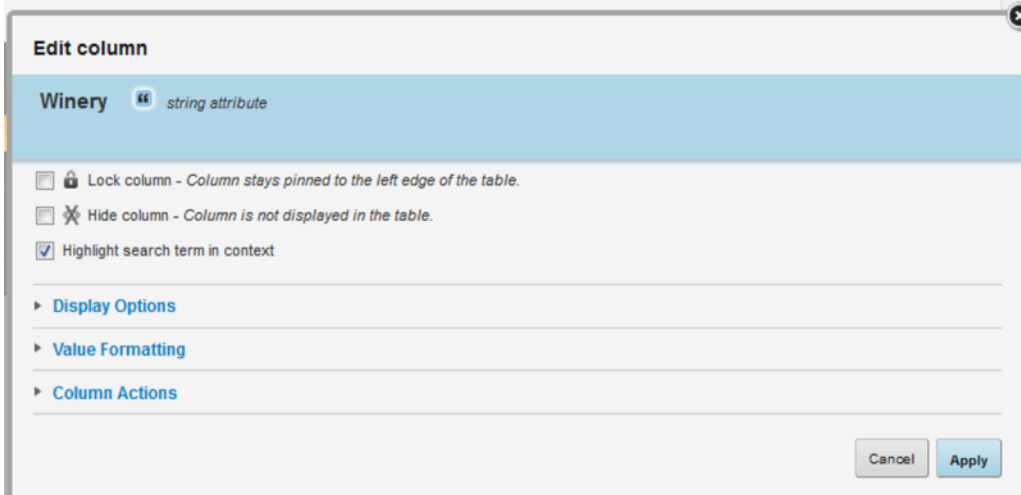 Edit column
Winery “ string attribute
Lock column - Column stays pinned to the left edge of the table.
Hide column - Column is not displayed in the table.
Highlight search term in context
Display Options
Value Formatting
Column Actions
Cancel Apply